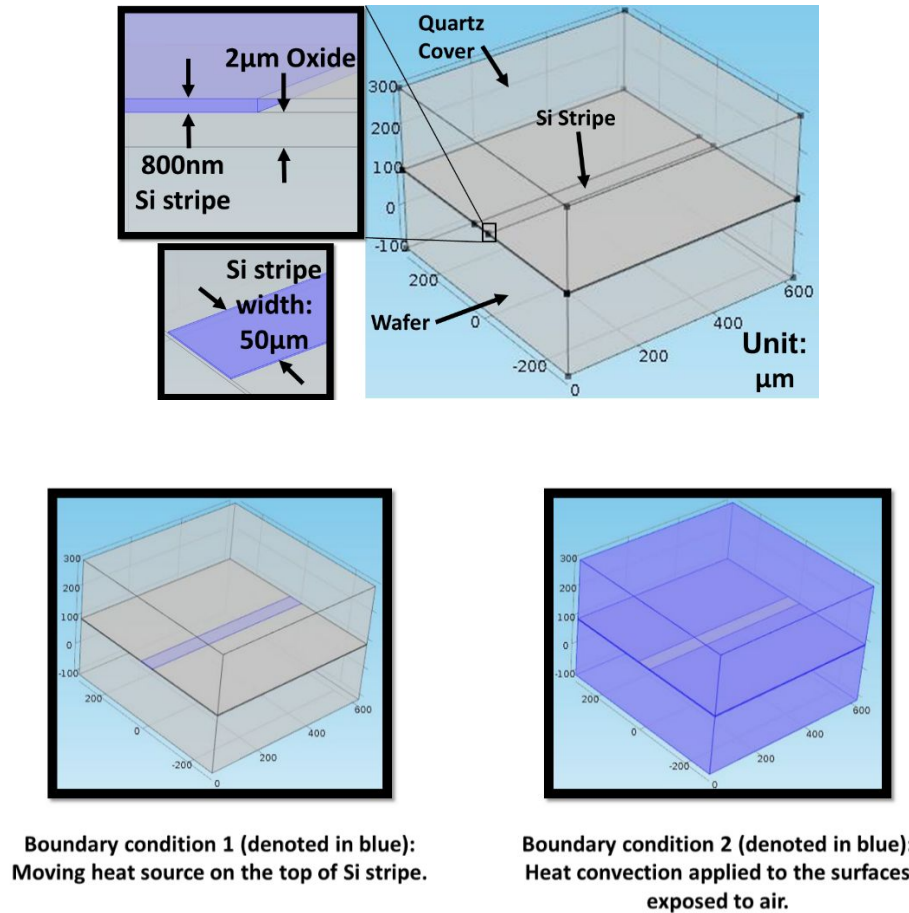 2μm Oxide
800nm
Si stripe
Si stripe
width:
50μm
Quartz
Cover
Si Stripe
Wafer
Unit:
μm
300
200
100
0
-100
200
0
-200
0
200
400
600
300
200
100
0
-100
200
0
-200
0
200
400
600
Boundary condition 1 (denoted in blue):
Moving heat source on the top of Si stripe.
300
200
100
0
-100
200
0
-200
0
200
400
600
Boundary condition 2 (denoted in blue):
Heat convection applied to the surfaces
exposed to air.